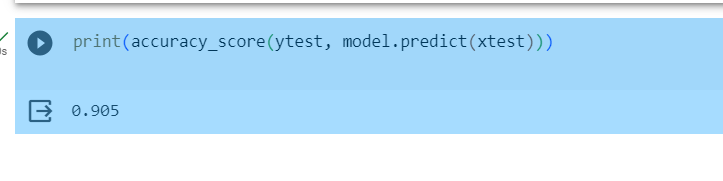 s
print(accuracy_score(ytest, model.predict(xtest)))
0.905